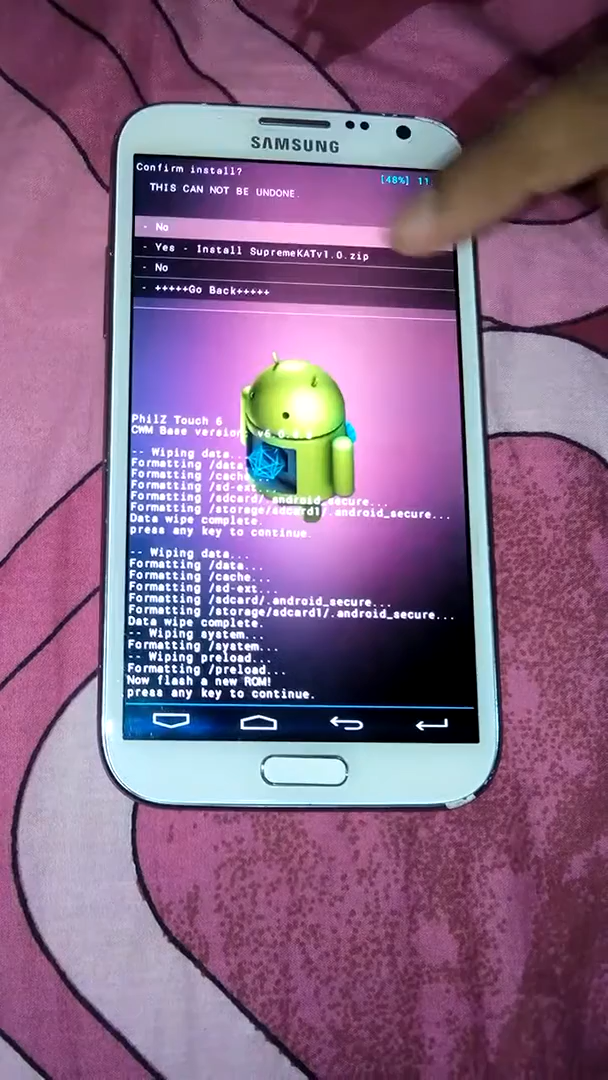 SAMSUNG
Confirm install?
[48%] 11
THIS CAN NOT BE UNDONE.
- No
- Yes - Install SupremeKATv1.0.zip
- No
- +++++Go Back+++++
PhilZ Touch 6
CWM Base version:
-- Wiping data...
Formatting /data
Formatting /cache
Formatting /sd-ext...
Formatting /sdcard/.android_secure...
Formatting /storage/sdcard1/.android_secure...
Data wipe complete.
press any key to continue.
-- Wiping data...
Formatting /data...
Formatting /cache...
Formatting /sd-ext...
Formatting /sdcard/.android_secure...
Formatting /storage/sdcard1/.android_secure...
Data wipe complete.
-- Wiping system...
Formatting /system...
-- Wiping preload...
Formatting /preload...
Now flash a new ROM!
press any key to continue.